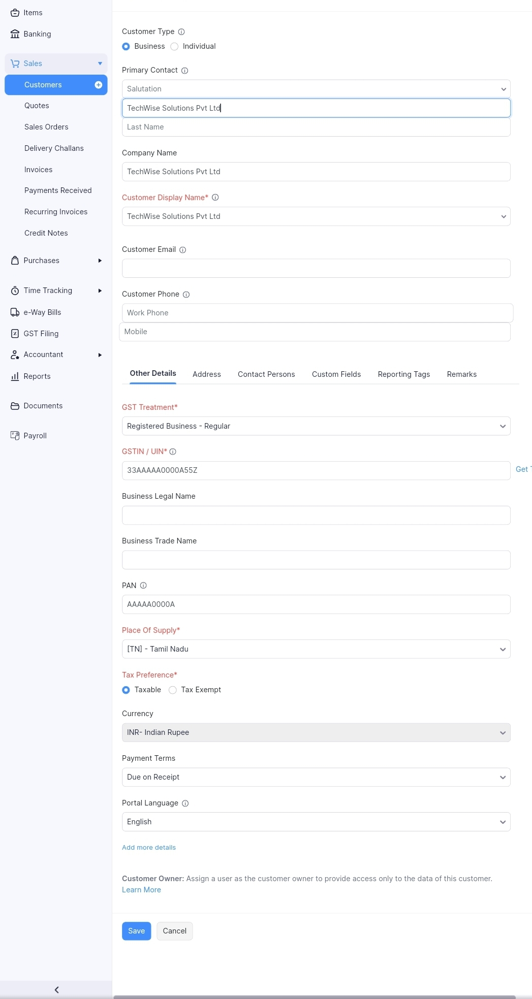 Items
Banking
Sales
Customers
Quotes
Sales Orders
Delivery Challans
Invoices
Payments Received
Recurring Invoices
Credit Notes
Purchases
Time Tracking
e-Way Bills
GST Filing
Accountant
Reports
Documents
Payroll
Customer Type
Business Individual
Primary Contact
Salutation
TechWise Solutions Pvt Ltd
Last Name
Company Name
TechWise Solutions Pvt Ltd
Customer Display Name*
TechWise Solutions Pvt Ltd
Customer Email
Customer Phone
Work Phone
Mobile
Other Details Address Contact Persons Custom Fields Reporting Tags Remarks
GST Treatment*
Registered Business - Regular
GSTIN / UIN*
33AAAAA0000A55Z
Get
Business Legal Name
Business Trade Name
PAN
AAAAA0000A
Place Of Supply*
[TN] - Tamil Nadu
Tax Preference*
Taxable Tax Exempt
Currency
INR- Indian Rupee
Payment Terms
Due on Receipt
Portal Language
English
Add more details
Customer Owner: Assign a user as the customer owner to provide access only to the data of this customer.
Learn More
Save Cancel